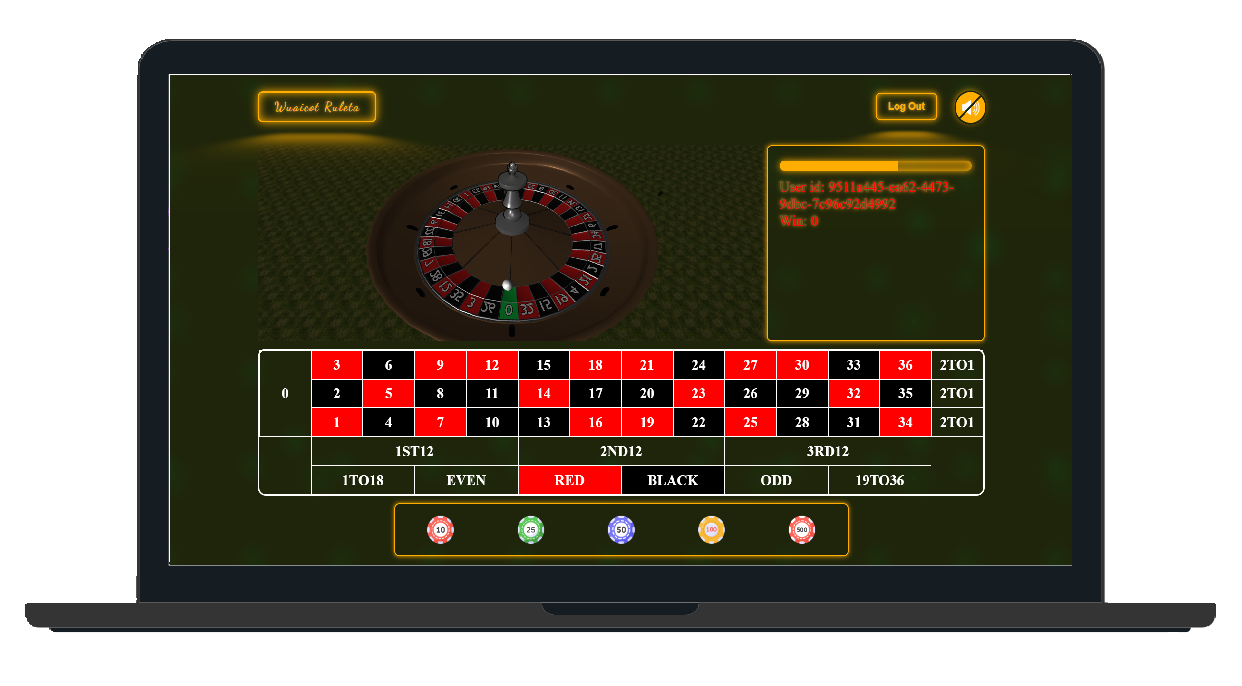 Wuaicot Ruleta
Log Out
User id: 9511a445-ea62-4473-
9dbc-7c96c92d4992
Win: 0
3 6 9 12 15 18 21 24 27 30 33 36 2TO1
0 2 5 8 11 14 17 20 23 26 29 32 35 2TO1
1 4 7 10 13 16 19 22 25 28 31 34 2TO1
1ST12 2ND12 3RD12
1TO18 EVEN RED BLACK ODD 19TO36
10 25 50 100 500